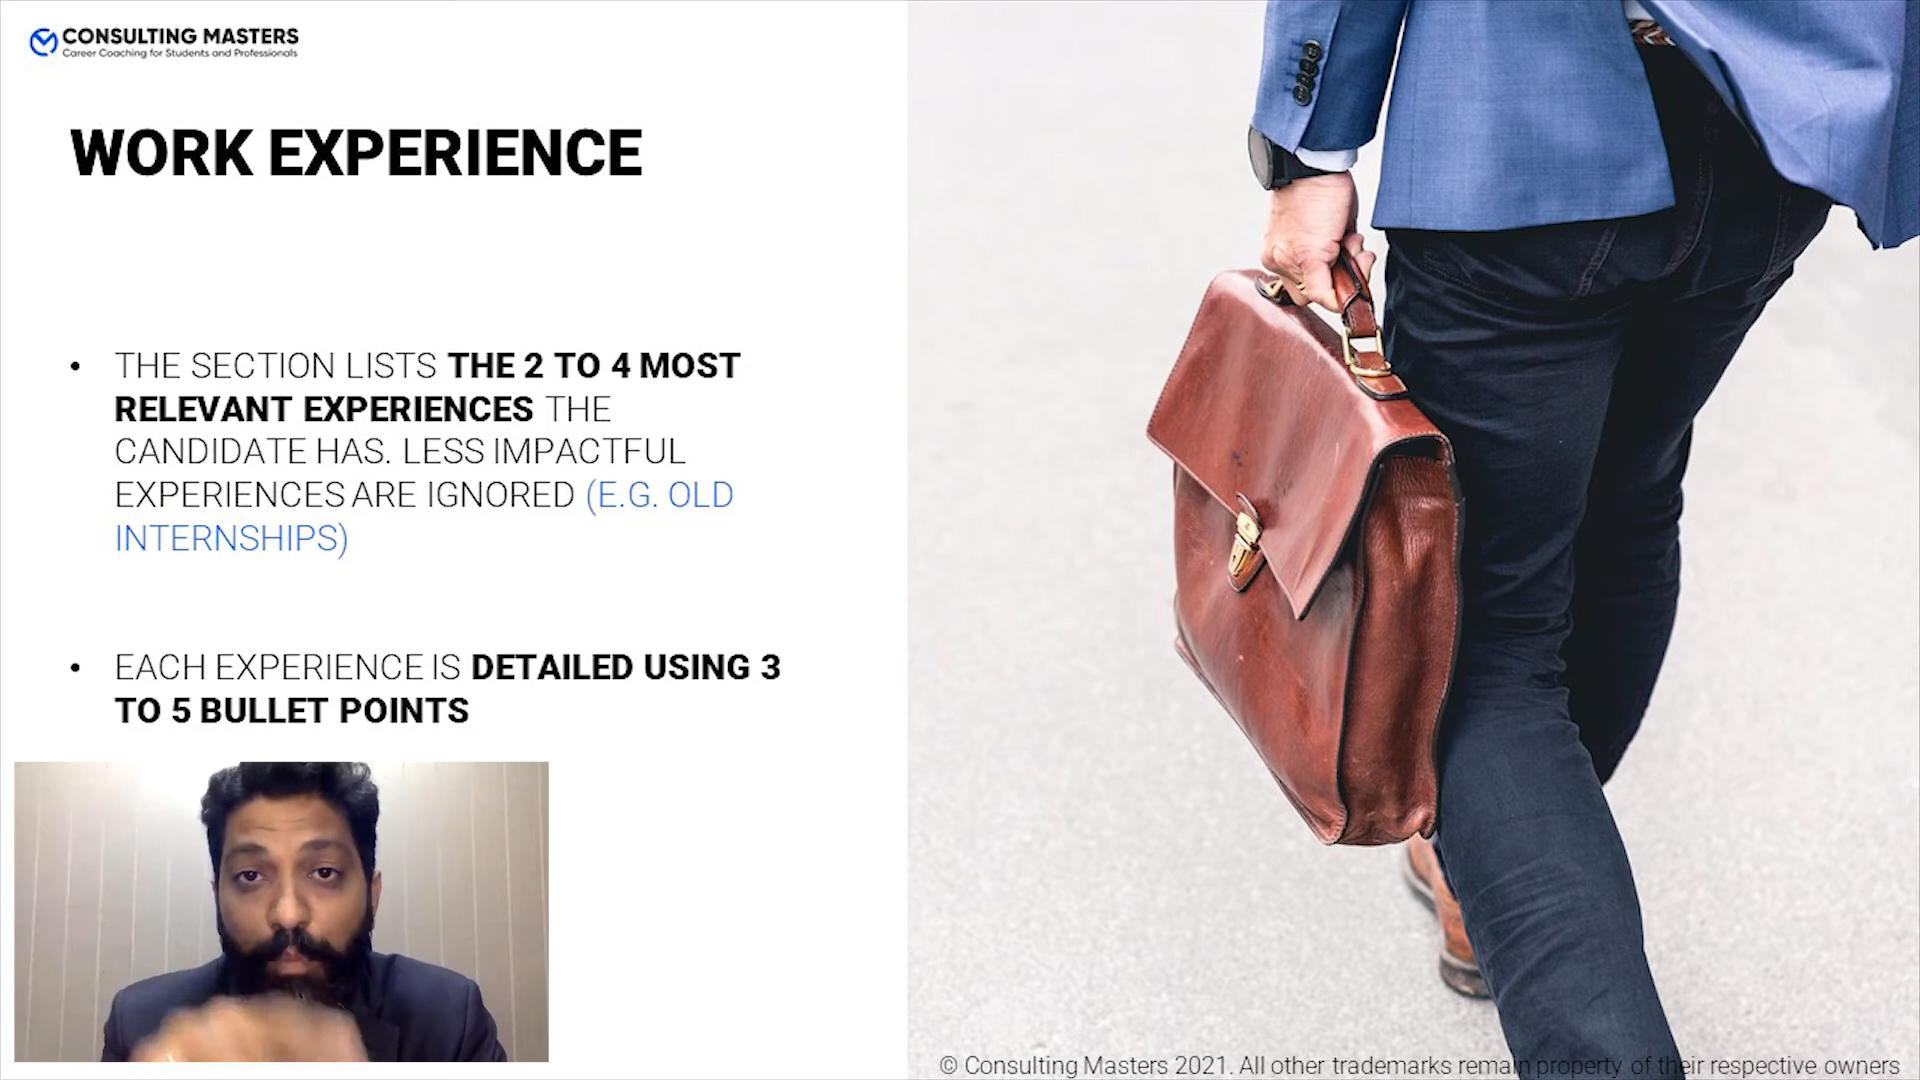 CONSULTING MASTERS
Career Coaching for Students and Professionals
WORK EXPERIENCE
• THE SECTION LISTS THE 2 TO 4 MOST
RELEVANT EXPERIENCES THE
CANDIDATE HAS. LESS IMPACTFUL
EXPERIENCES ARE IGNORED (E.G. OLD
INTERNSHIPS)
• EACH EXPERIENCE IS DETAILED USING 3
TO 5 BULLET POINTS
© Consulting Masters 2021. All other trademarks remain property of their respective owners